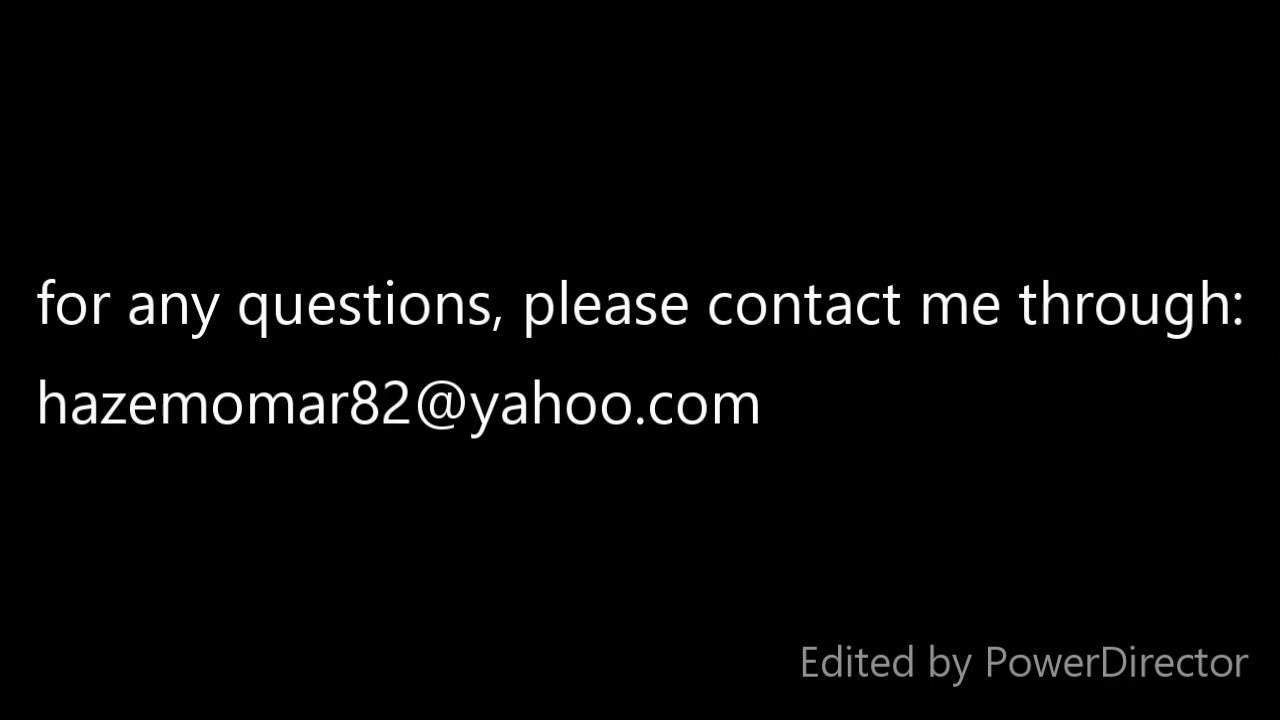 for any questions, please contact me through:
hazemomar82@yahoo.com
Edited by PowerDirector